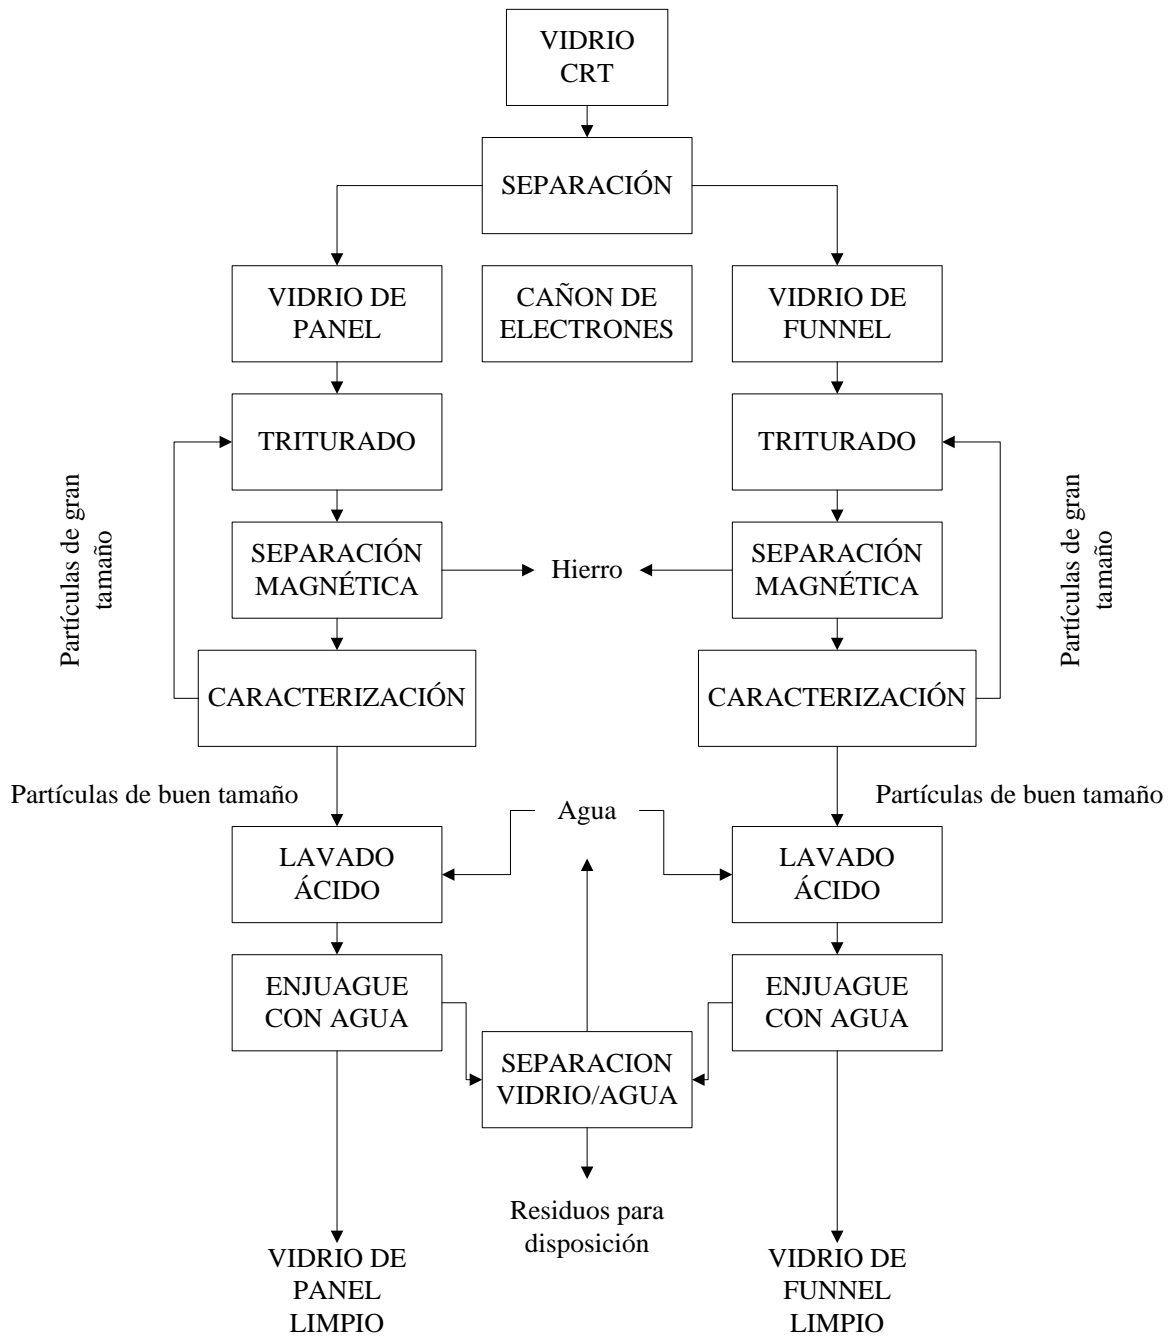 VIDRIO
CRT
SEPARACIÓN
VIDRIO DE
PANEL
CAÑON DE
ELECTRONES
VIDRIO DE
FUNNEL
TRITURADO
TRITURADO
Partículas de gran
tamaño
Partículas de gran
tamaño
SEPARACIÓN
MAGNÉTICA
Hierro
SEPARACIÓN
MAGNÉTICA
CARACTERIZACIÓN
CARACTERIZACIÓN
Partículas de buen tamaño
Agua
Partículas de buen tamaño
LAVADO
ÁCIDO
LAVADO
ÁCIDO
ENJUAGUE
CON AGUA
ENJUAGUE
CON AGUA
SEPARACION
VIDRIO/AGUA
Residuos para
disposición
VIDRIO DE
PANEL
LIMPIO
VIDRIO DE
FUNNEL
LIMPIO